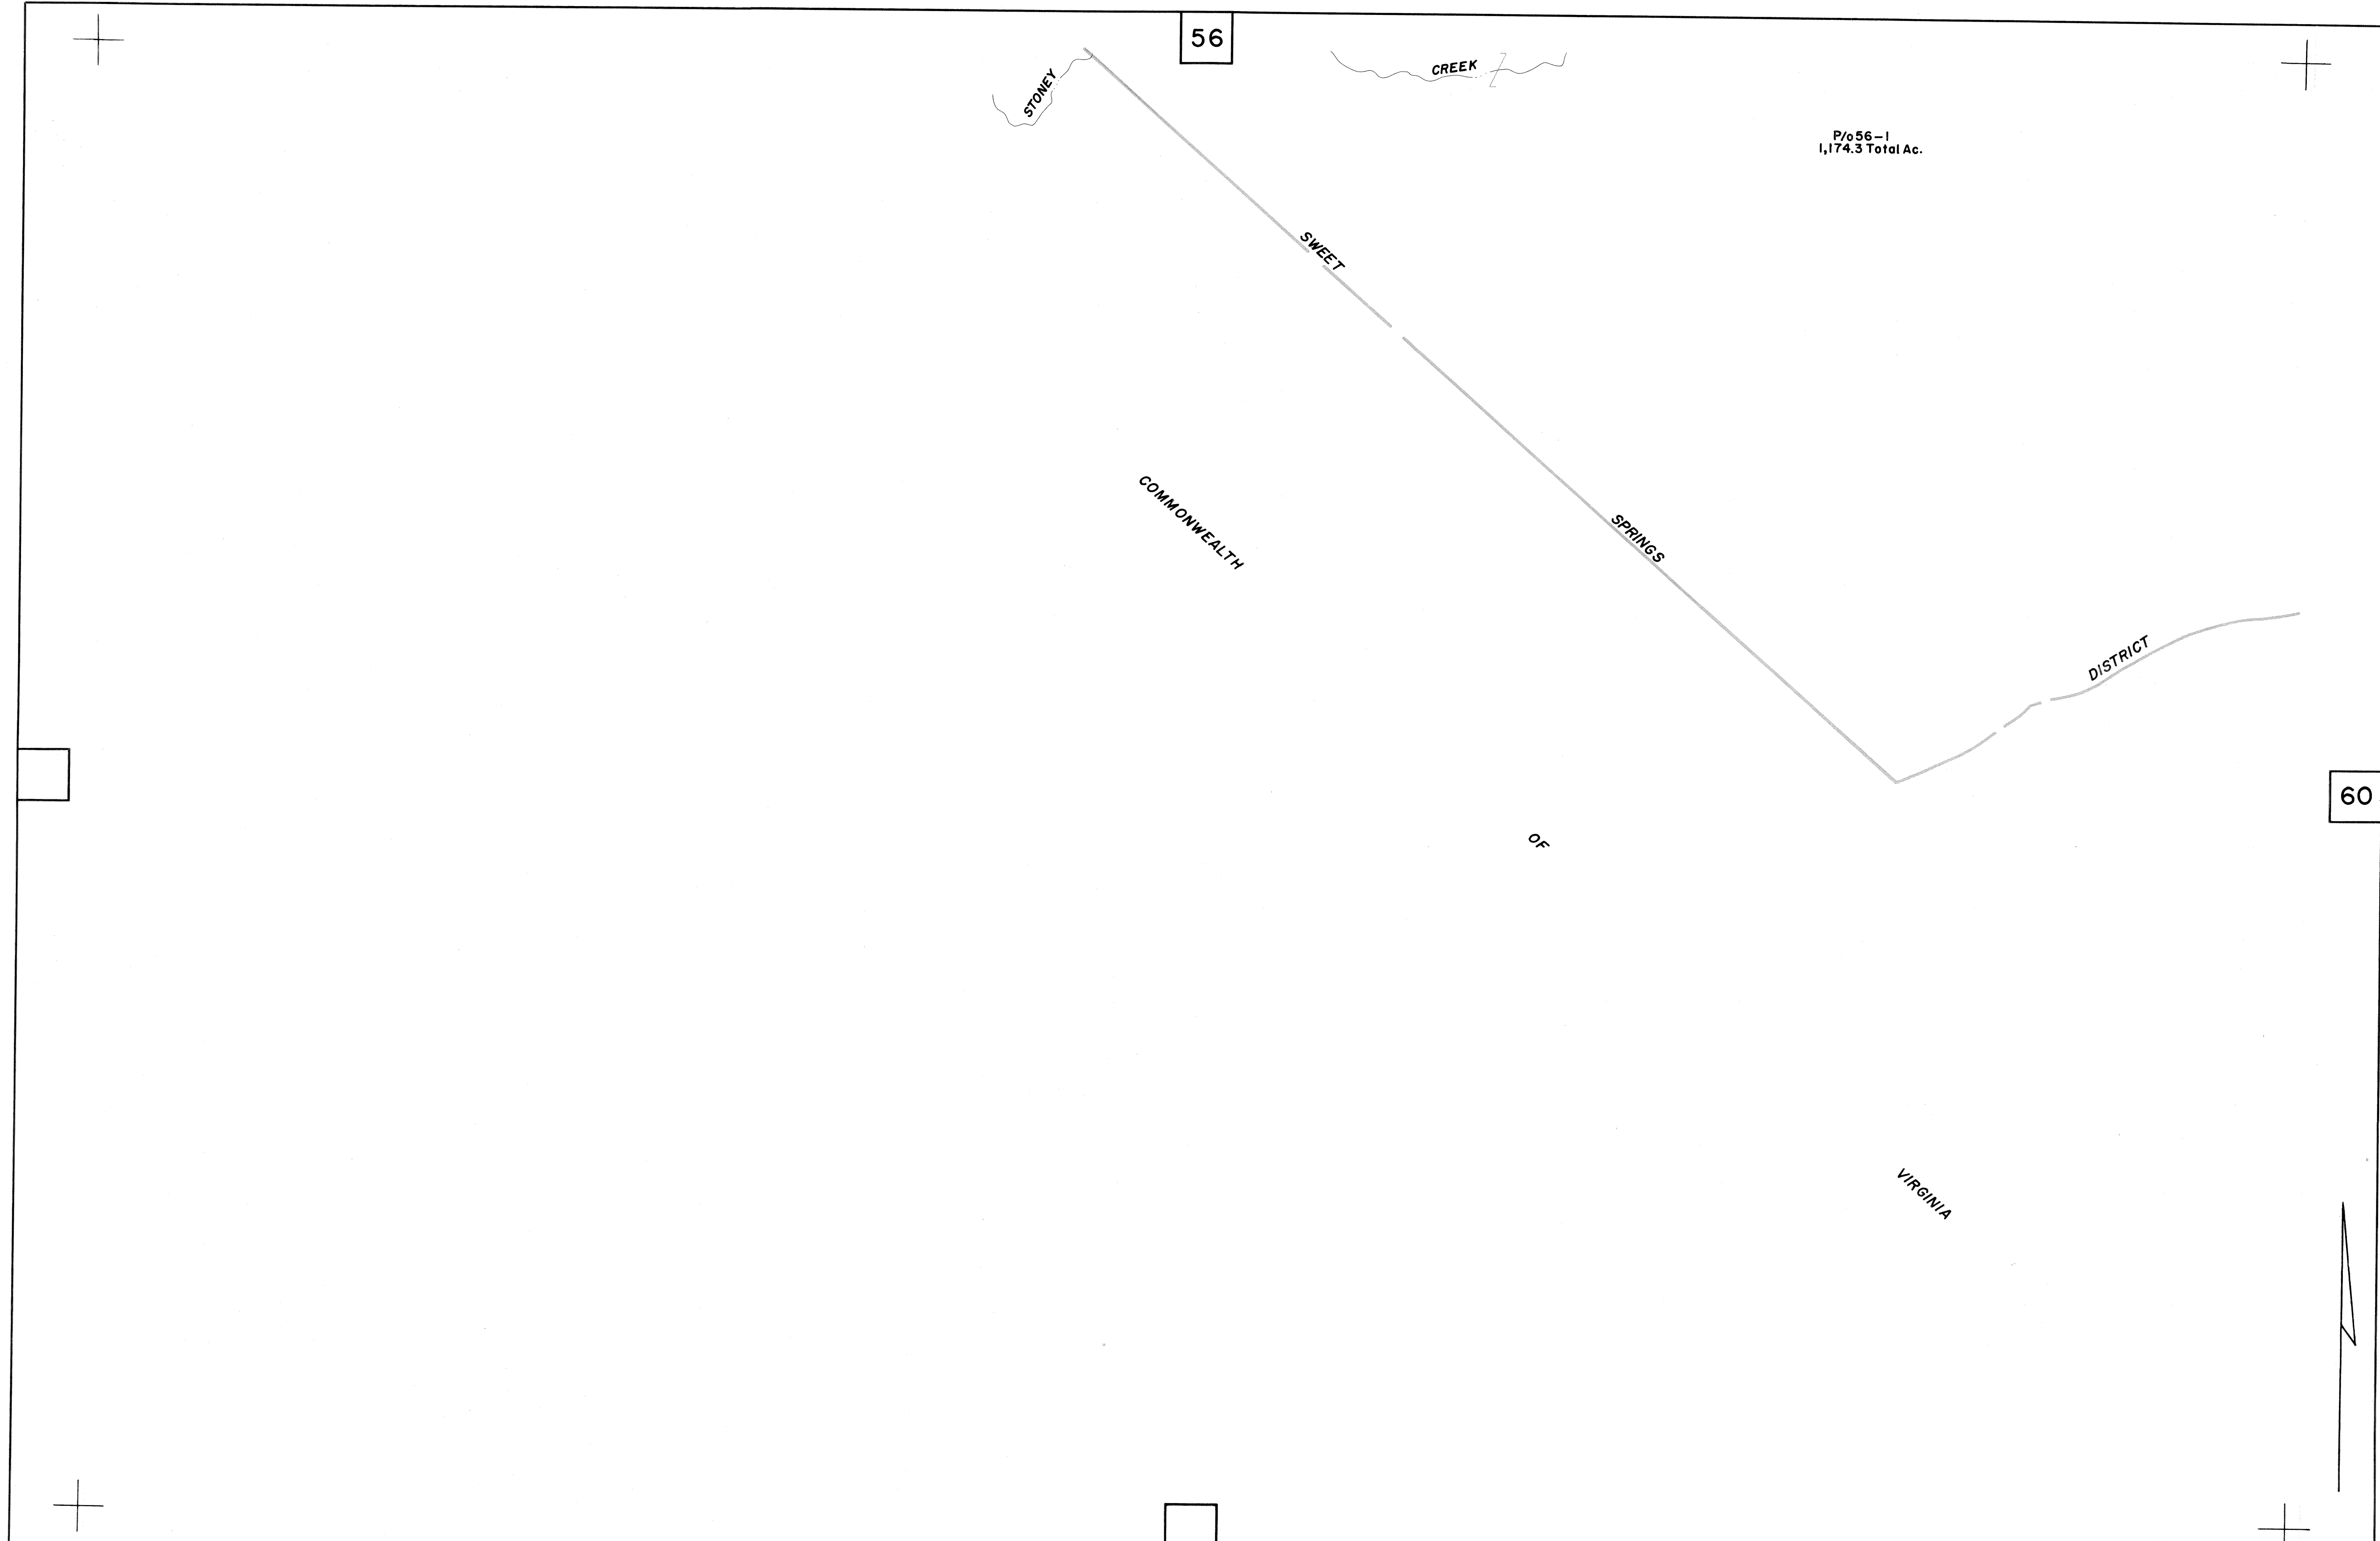 56
STONEY
CREEK
P/o 56-1
1,174.3 Total Ac.
SWEET
SPRINGS
DISTRICT
COMMONWEALTH
OF
VIRGINIA
60